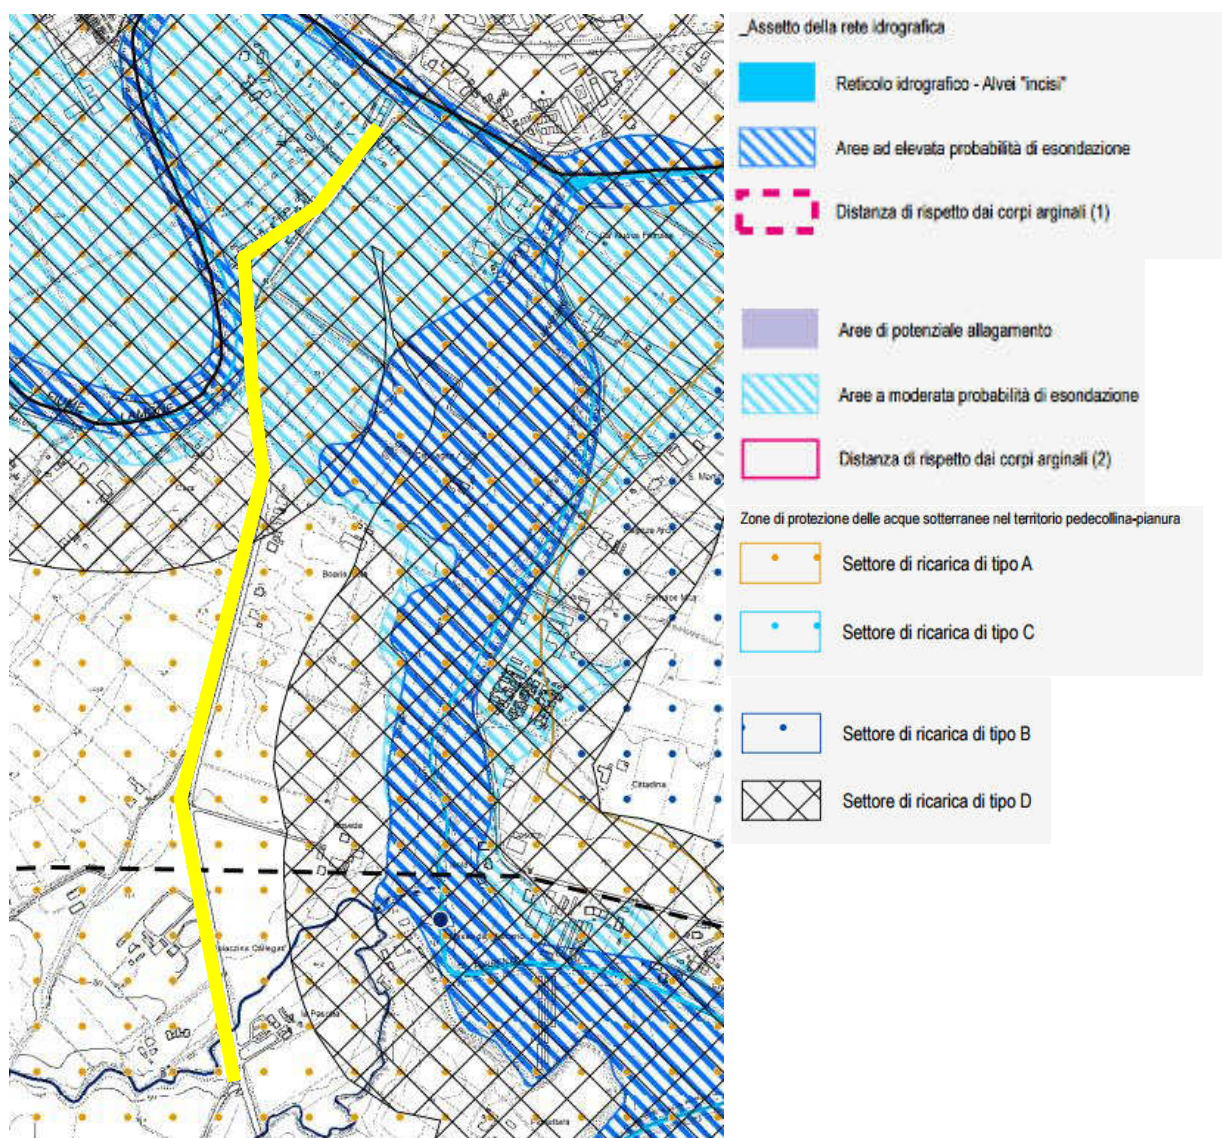 _Assetto della rete idrografica
Reticolo idrografico - Alvei "incisi"
Aree ad elevata probabilità di esondazione
Distanza di rispetto dai corpi arginali (1)
Aree di potenziale allagamento
Aree a moderata probabilità di esondazione
Distanza di rispetto dai corpi arginali (2)
Zone di protezione delle acque sotterranee nel territorio pedecollina-pianura
Settore di ricarica di tipo A
Settore di ricarica di tipo C
Settore di ricarica di tipo B
Settore di ricarica di tipo D
FIUME LAMONE
Cittadina